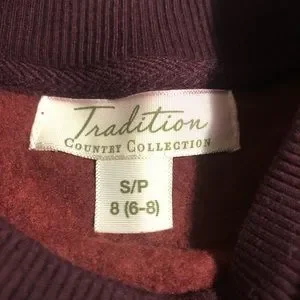 Tradition
COUNTRY COLLECTION
S/P
8 (6-8)